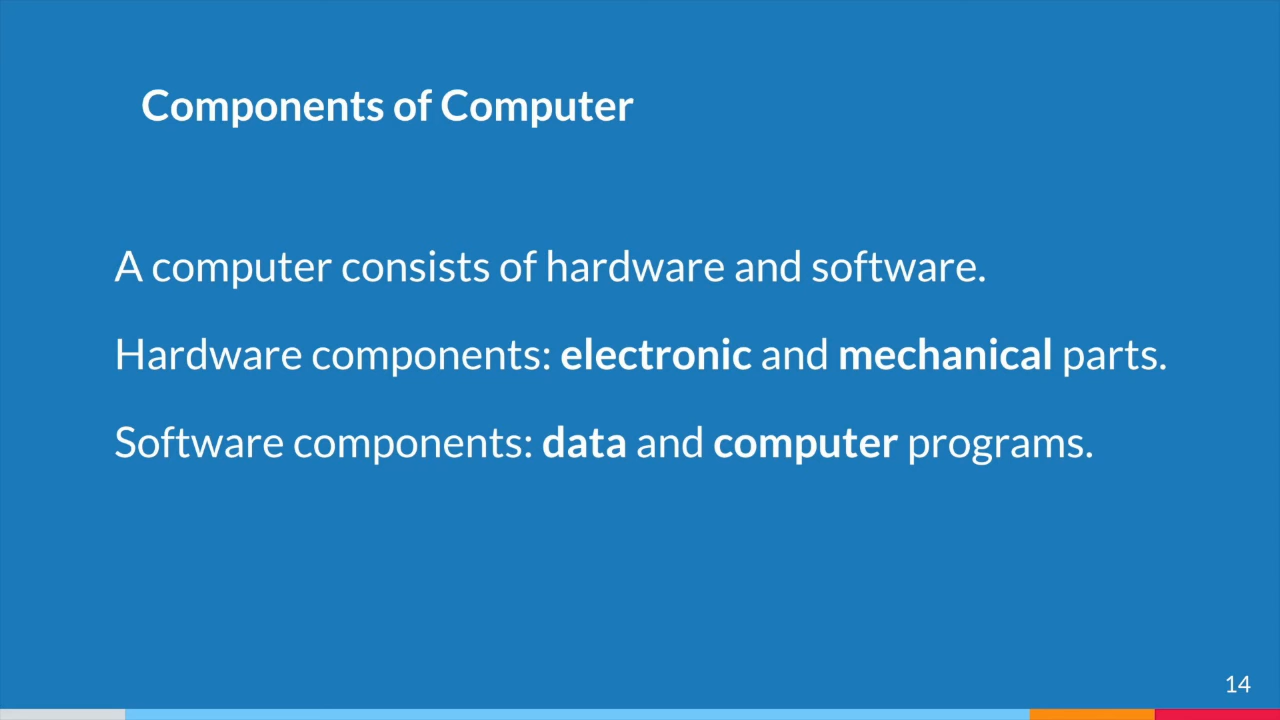 Components of Computer
A computer consists of hardware and software.
Hardware components: electronic and mechanical parts.
Software components: data and computer programs.
14